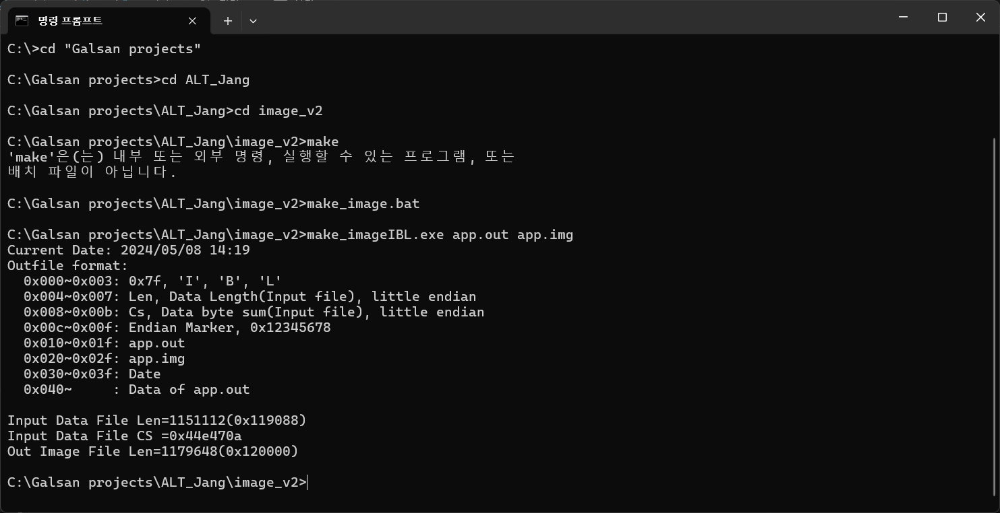 명령 프롬프트
C:\>cd "Galsan projects"
C:\Galsan projects>cd ALT_Jang
C:\Galsan projects\ALT_Jang>cd image_v2
C:\Galsan projects\ALT_Jang\image_v2>make
'make'은(는) 내부 또는 외부 명령, 실행할 수 있는 프로그램, 또는
배치 파일이 아닙니다.
C:\Galsan projects\ALT_Jang\image_v2>make_image.bat
C:\Galsan projects\ALT_Jang\image_v2>make_imageIBL.exe app.out app.img
Current Date: 2024/05/08 14:19
Outfile format:
  0x000~0x003: 0x7f, 'I', 'B', 'L'
  0x004~0x007: Len, Data Length(Input file), little endian
  0x008~0x00b: Cs, Data byte sum(Input file), little endian
  0x00c~0x00f: Endian Marker, 0x12345678
  0x010~0x01f: app.out
  0x020~0x02f: app.img
  0x030~0x03f: Date
  0x040~     : Data of app.out
Input Data File Len=1151112(0x119088)
Input Data File CS =0x44e470a
Out Image File Len=1179648(0x120000)
C:\Galsan projects\ALT_Jang\image_v2>